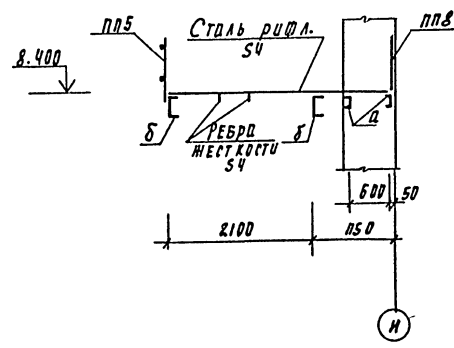 ПП5
Сталь рифл.
S4
ПП8
8.400
б
Ребра
жесткости
S4
б
а
600
50
2100
1150
И